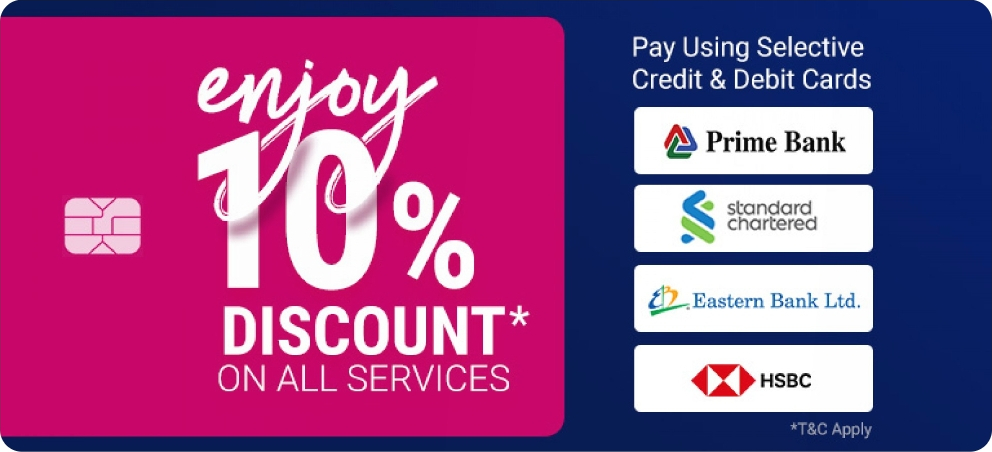 enjoy
10%
DISCOUNT*
ON ALL SERVICES
Pay Using Selective
Credit & Debit Cards
Prime Bank
standard
chartered
Eastern Bank Ltd.
HSBC
*T&C Apply